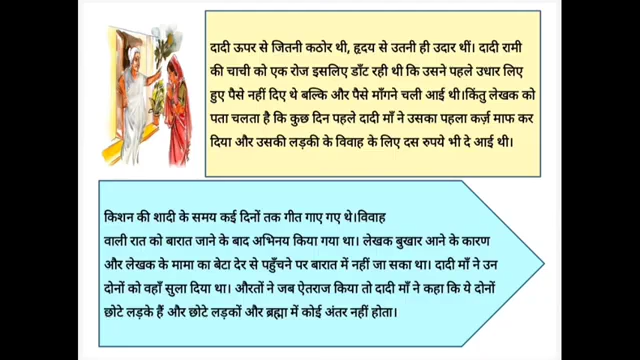 दादी ऊपर से जितनी कठोर थी, हृदय से उतनी ही उदार थीं। दादी रामी
की चाची को एक रोज इसलिए डाँट रही थी कि उसने पहले उधार लिए
हुए पैसे नहीं दिए थे बल्कि और पैसे माँगने चली आई थी।किंतु लेखक को
पता चलता है कि कुछ दिन पहले दादी माँ ने उसका पहला कर्ज़ माफ कर
दिया और उसकी लड़की के विवाह के लिए दस रुपये भी दे आई थी।
किशन की शादी के समय कई दिनों तक गीत गाए गए थे।विवाह
वाली रात को बारात जाने के बाद अभिनय किया गया था। लेखक बुखार आने के कारण
और लेखक के मामा का बेटा देर से पहुँचने पर बारात में नहीं जा सका था। दादी माँ ने उन
दोनों को वहाँ सुला दिया था। औरतों ने जब ऐतराज किया तो दादी माँ ने कहा कि ये दोनों
छोटे लड़के हैं और छोटे लड़कों और ब्रह्मा में कोई अंतर नहीं होता।